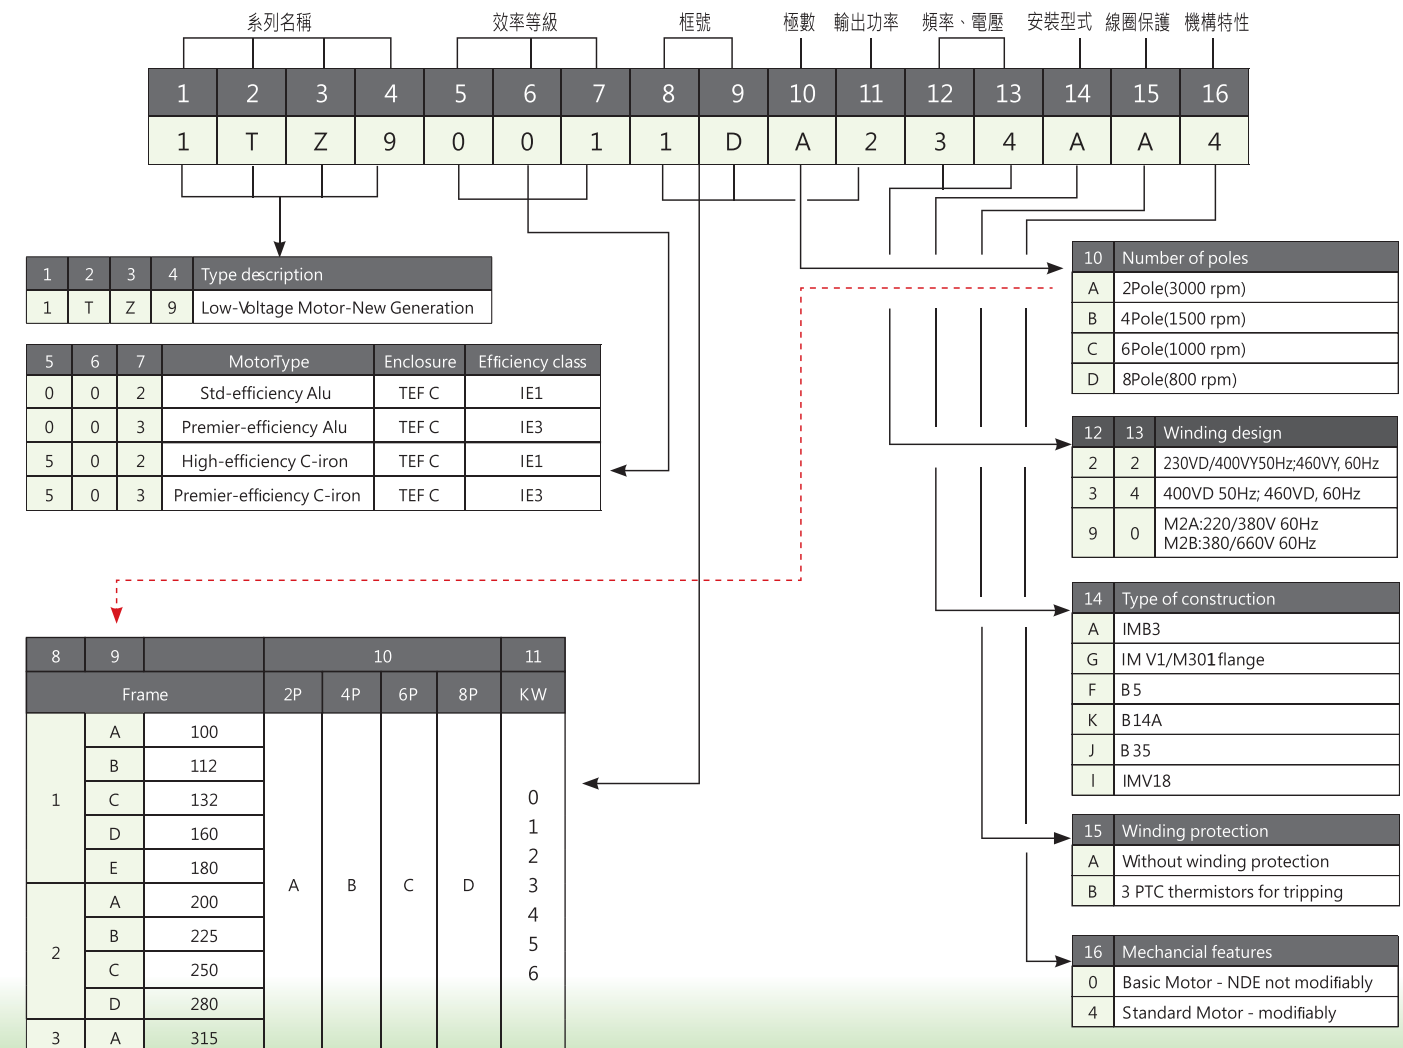 系列名稱 效率等級 框號 極數 輸出功率 頻率、電壓 安裝型式 線圈保護 機構特性
1 2 3 4 5 6 7 8 9 10 11 12 13 14 15 16
1 T Z 9 0 0 1 1 D A 2 3 4 A A 4
1 2 3 4 Type description
1 T Z 9 Low-Voltage Motor-New Generation
5 6 7 MotorType Enclosure Efficiency class
0 0 2 Std-efficiency Alu TEF C IE1
0 0 3 Premier-efficiency Alu TEF C IE3
5 0 2 High-efficiency C-iron TEF C IE1
5 0 3 Premier-efficiency C-iron TEF C IE3
8 9 10 11
Frame 2P 4P 6P 8P KW
1
A 100
B 112
C 132
D 160
E 180
2
A 200
B 225
C 250
D 280
3 A 315
A B C D
0
1
2
3
4
5
6
10 Number of poles
A 2Pole(3000 rpm)
B 4Pole(1500 rpm)
C 6Pole(1000 rpm)
D 8Pole(800 rpm)
12 13 Winding design
2 2 230VD/400VY50Hz;460VY, 60Hz
3 4 400VD 50Hz; 460VD, 60Hz
9 0 M2A:220/380V 60Hz
M2B:380/660V 60Hz
14 Type of construction
A IMB3
G IM V1/M301flange
F B5
K B14A
J B35
I IMV18
15 Winding protection
A Without winding protection
B 3 PTC thermistors for tripping
16 Mechancial features
0 Basic Motor - NDE not modifiably
4 Standard Motor - modifiably